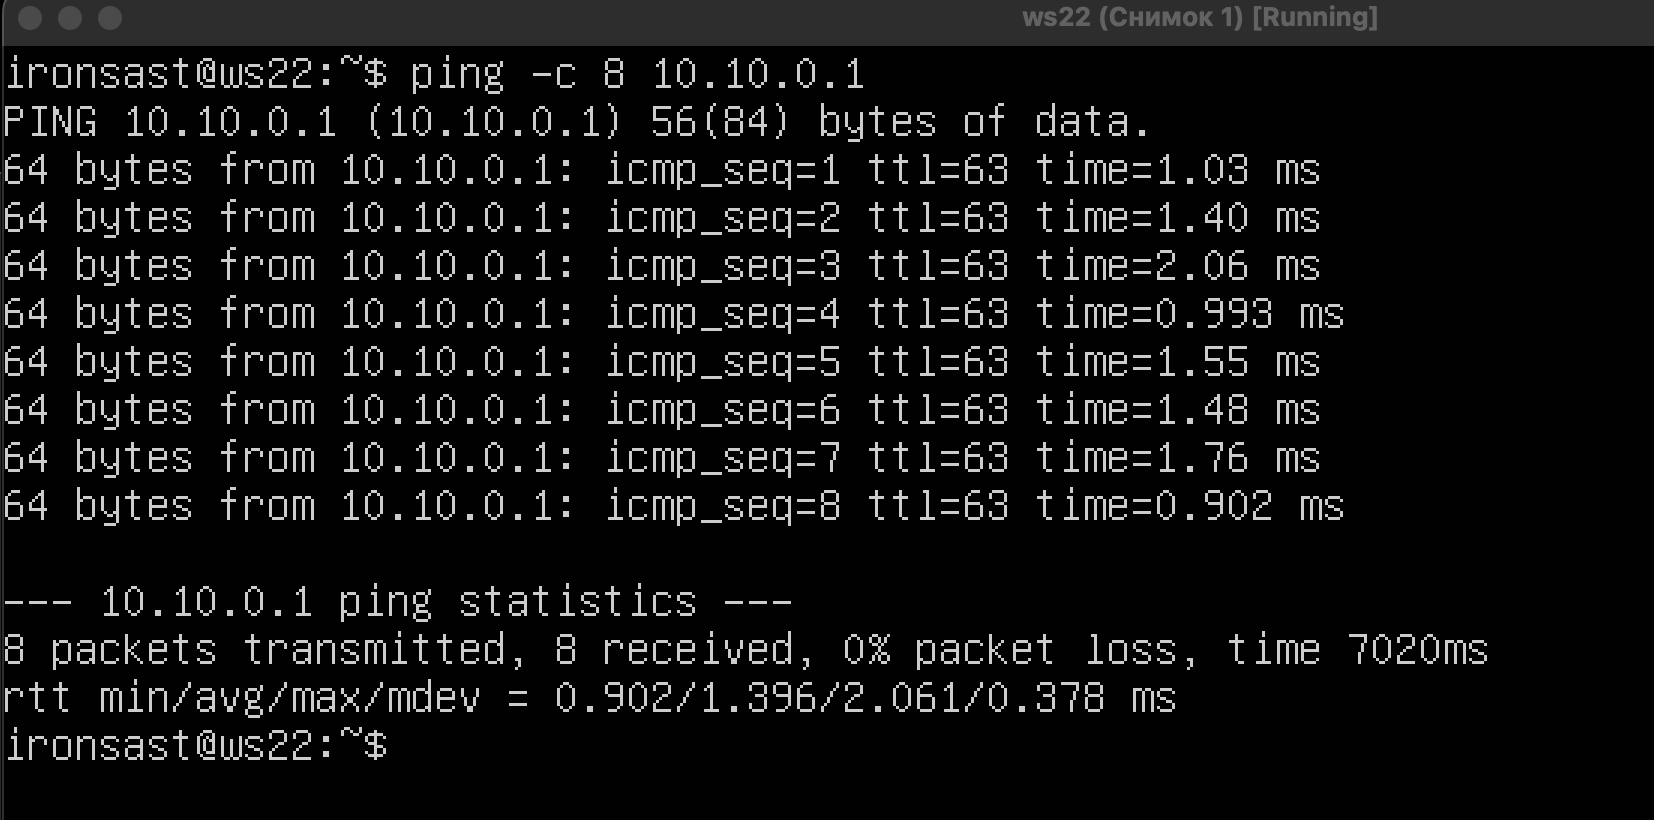 ws22 (Снимок 1) [Running]
ironsast@ws22:~$ ping -c 8 10.10.0.1
PING 10.10.0.1 (10.10.0.1) 56(84) bytes of data.
64 bytes from 10.10.0.1: icmp_seq=1 ttl=63 time=1.03 ms
64 bytes from 10.10.0.1: icmp_seq=2 ttl=63 time=1.40 ms
64 bytes from 10.10.0.1: icmp_seq=3 ttl=63 time=2.06 ms
64 bytes from 10.10.0.1: icmp_seq=4 ttl=63 time=0.993 ms
64 bytes from 10.10.0.1: icmp_seq=5 ttl=63 time=1.55 ms
64 bytes from 10.10.0.1: icmp_seq=6 ttl=63 time=1.48 ms
64 bytes from 10.10.0.1: icmp_seq=7 ttl=63 time=1.76 ms
64 bytes from 10.10.0.1: icmp_seq=8 ttl=63 time=0.902 ms
--- 10.10.0.1 ping statistics ---
8 packets transmitted, 8 received, 0% packet loss, time 7020ms
rtt min/avg/max/mdev = 0.902/1.396/2.061/0.378 ms
ironsast@ws22:~$